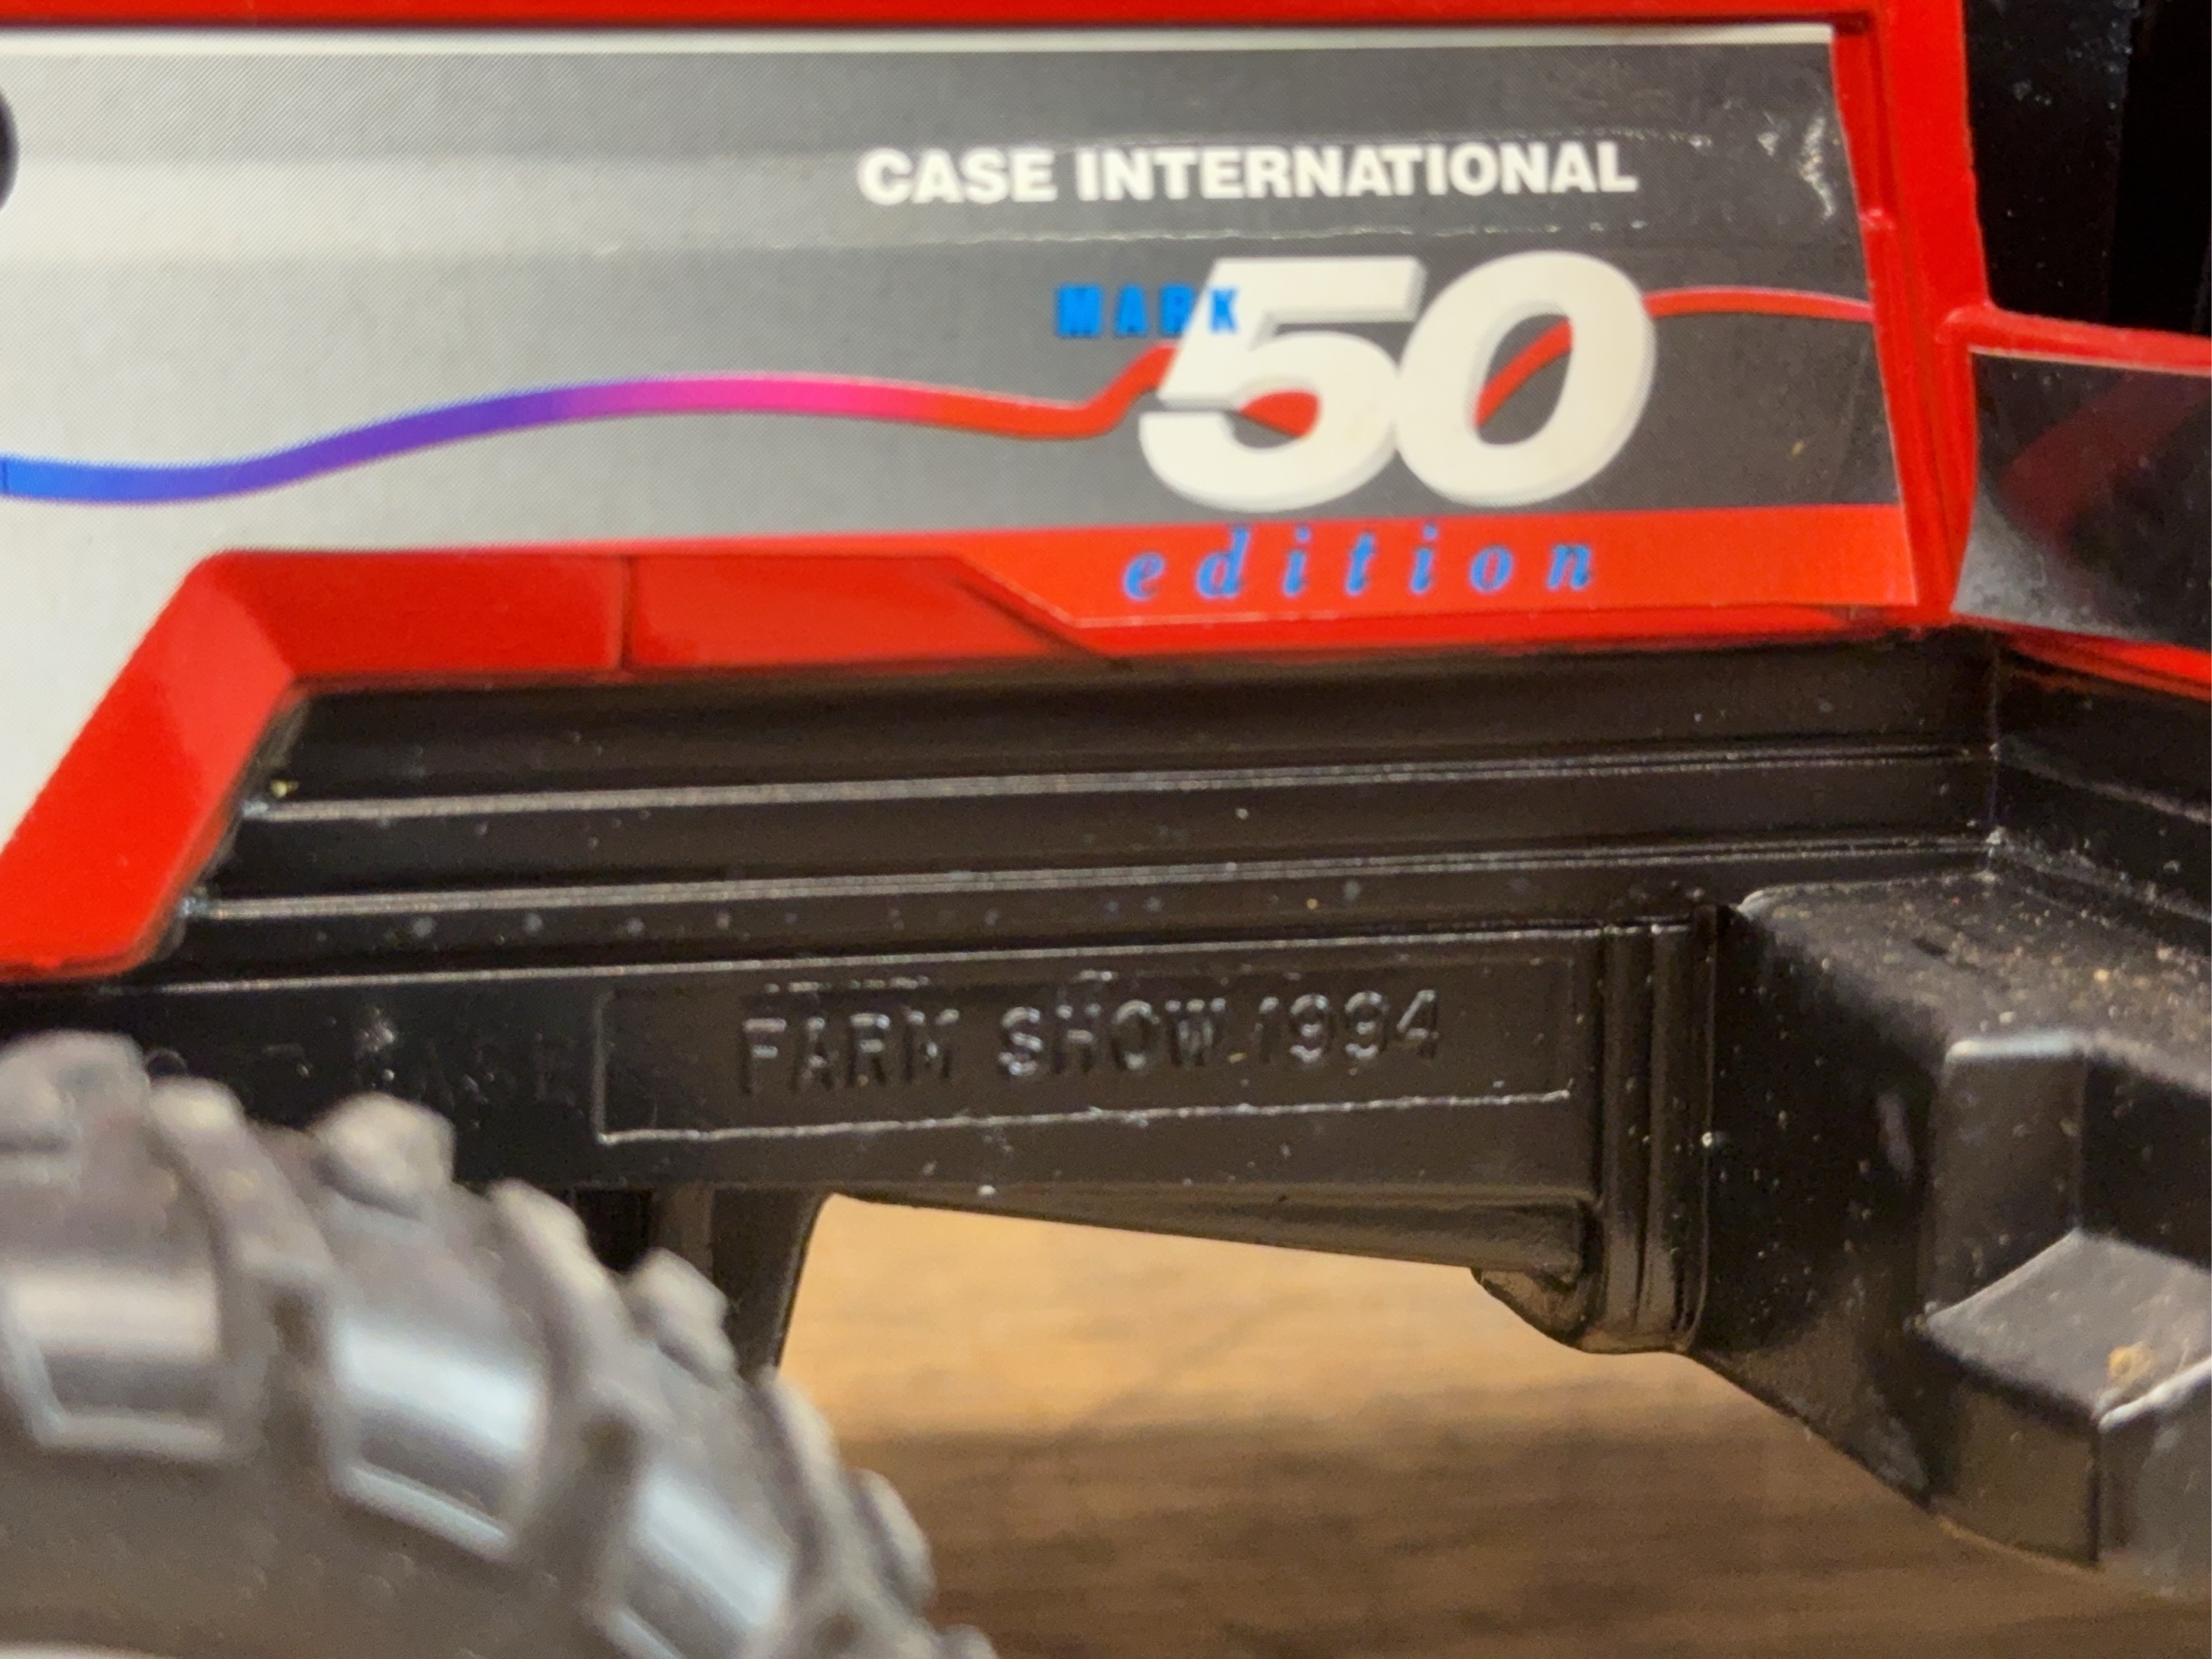 CASE INTERNATIONAL
MARK
50
edition
FARM SHOW 1994